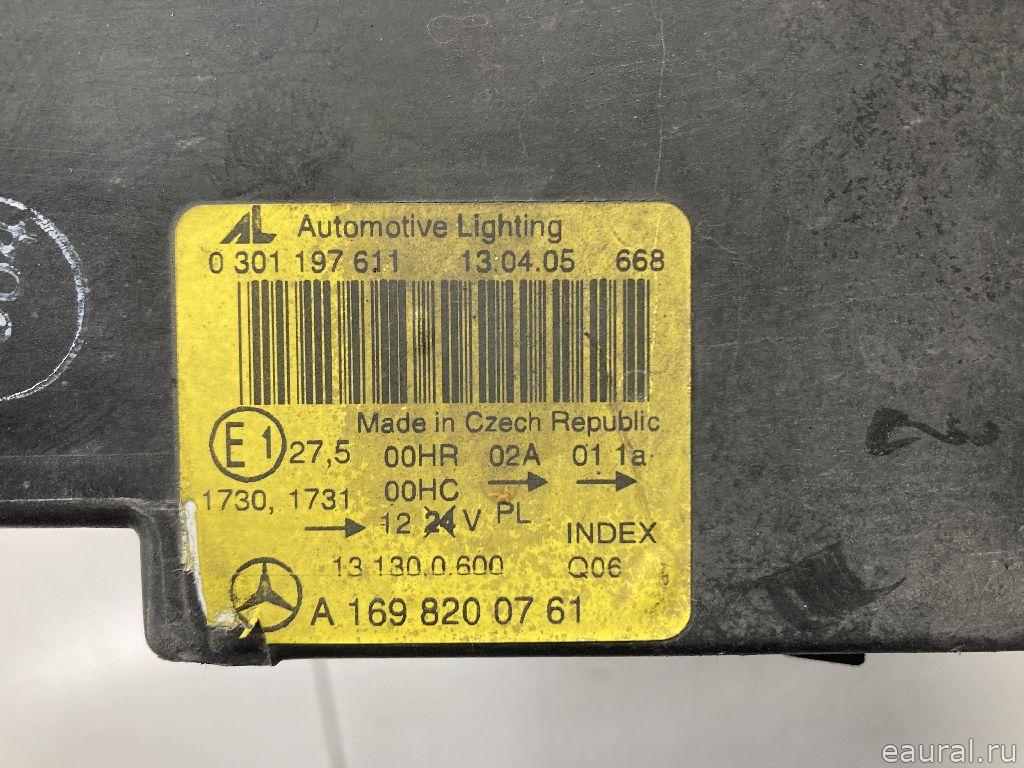 AL Automotive Lighting
0 301 197 611 13.04.05 668
Made in Czech Republic
E1 27,5 00HR 02A 01 1a
1730, 1731 00HC
12 24 V PL INDEX
13 130.0.600 Q06
A 169 820 07 61
eaural.ru